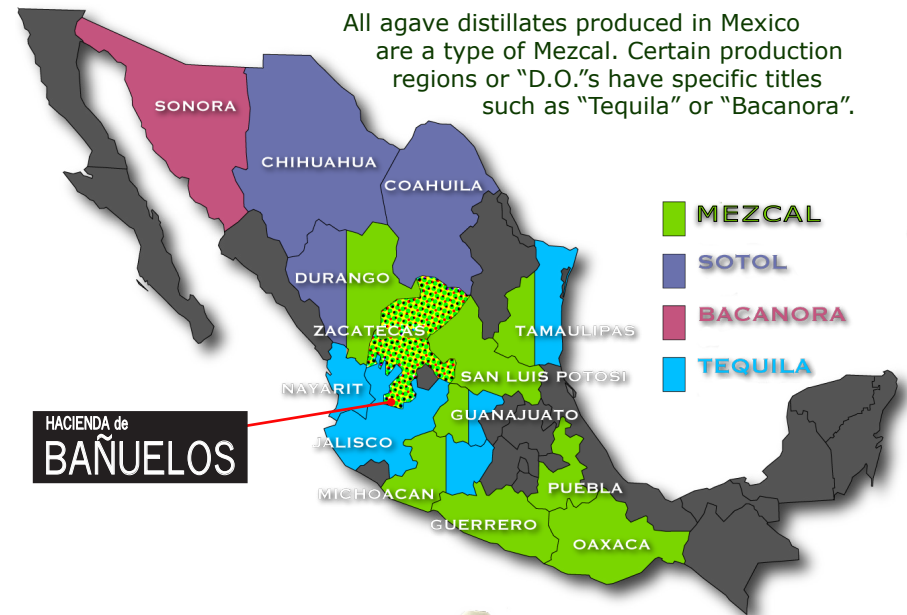 All agave distillates produced in Mexico
are a type of Mezcal. Certain production
regions or “D.O.”s have specific titles
such as “Tequila” or “Bacanora”.
SONORA
CHIHUAHUA
COAHUILA
MEZCAL
SOTOL
DURANGO
BACANORA
ZACATECAS
TAMAULIPAS
TEQUILA
NAYARIT
SAN LUIS POTOSI
GUANAJUATO
HACIENDA de
BAÑUELOS
JALISCO
MICHOACAN
PUEBLA
GUERRERO
OAXACA